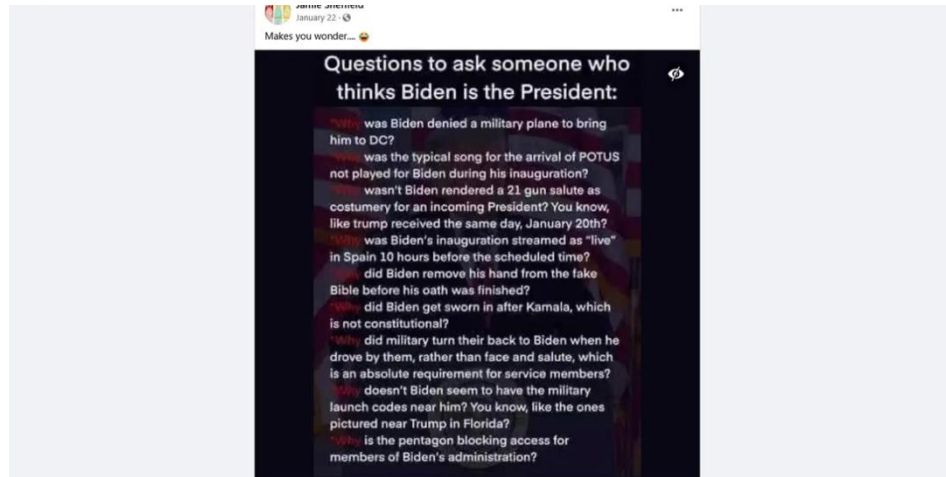 Jamie Sheffield
January 22 ·
Makes you wonder.... 😂
Questions to ask someone who
thinks Biden is the President:
*Why was Biden denied a military plane to bring
him to DC?
*Why was the typical song for the arrival of POTUS
not played for Biden during his inauguration?
*Why wasn't Biden rendered a 21 gun salute as
costumery for an incoming President? You know,
like trump received the same day, January 20th?
*Why was Biden's inauguration streamed as "live"
in Spain 10 hours before the scheduled time?
*Why did Biden remove his hand from the fake
Bible before his oath was finished?
*Why did Biden get sworn in after Kamala, which
is not constitutional?
*Why did military turn their back to Biden when he
drove by them, rather than face and salute, which
is an absolute requirement for service members?
*Why doesn't Biden seem to have the military
launch codes near him? You know, like the ones
pictured near Trump in Florida?
*Why is the pentagon blocking access for
members of Biden's administration?